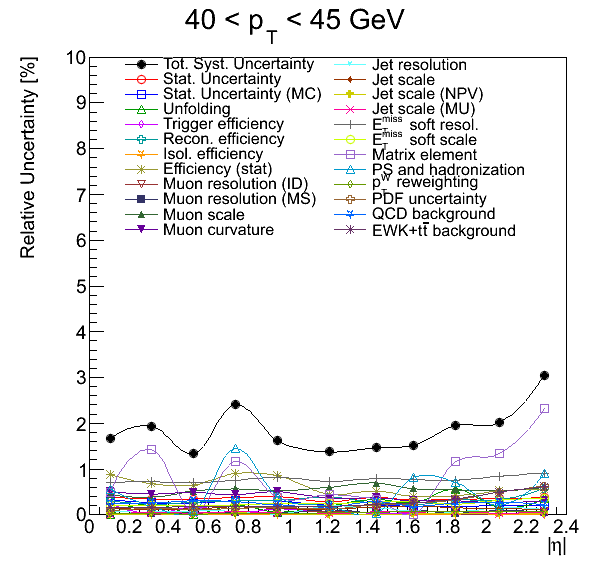 40 < p_T < 45 GeV
Relative Uncertainty [%]
10
9
8
7
6
5
4
3
2
1
0
Tot. Syst. Uncertainty
Stat. Uncertainty
Stat. Uncertainty (MC)
Unfolding
Trigger efficiency
Recon. efficiency
Isol. efficiency
Efficiency (stat)
Muon resolution (ID)
Muon resolution (MS)
Muon scale
Muon curvature
Jet resolution
Jet scale
Jet scale (NPV)
Jet scale (MU)
E_T^miss soft resol.
E_T^miss soft scale
Matrix element
PS and hadronization
p_T^W reweighting
PDF uncertainty
QCD background
EWK+tt̄ background
0 0.2 0.4 0.6 0.8 1 1.2 1.4 1.6 1.8 2 2.2 2.4
|η|